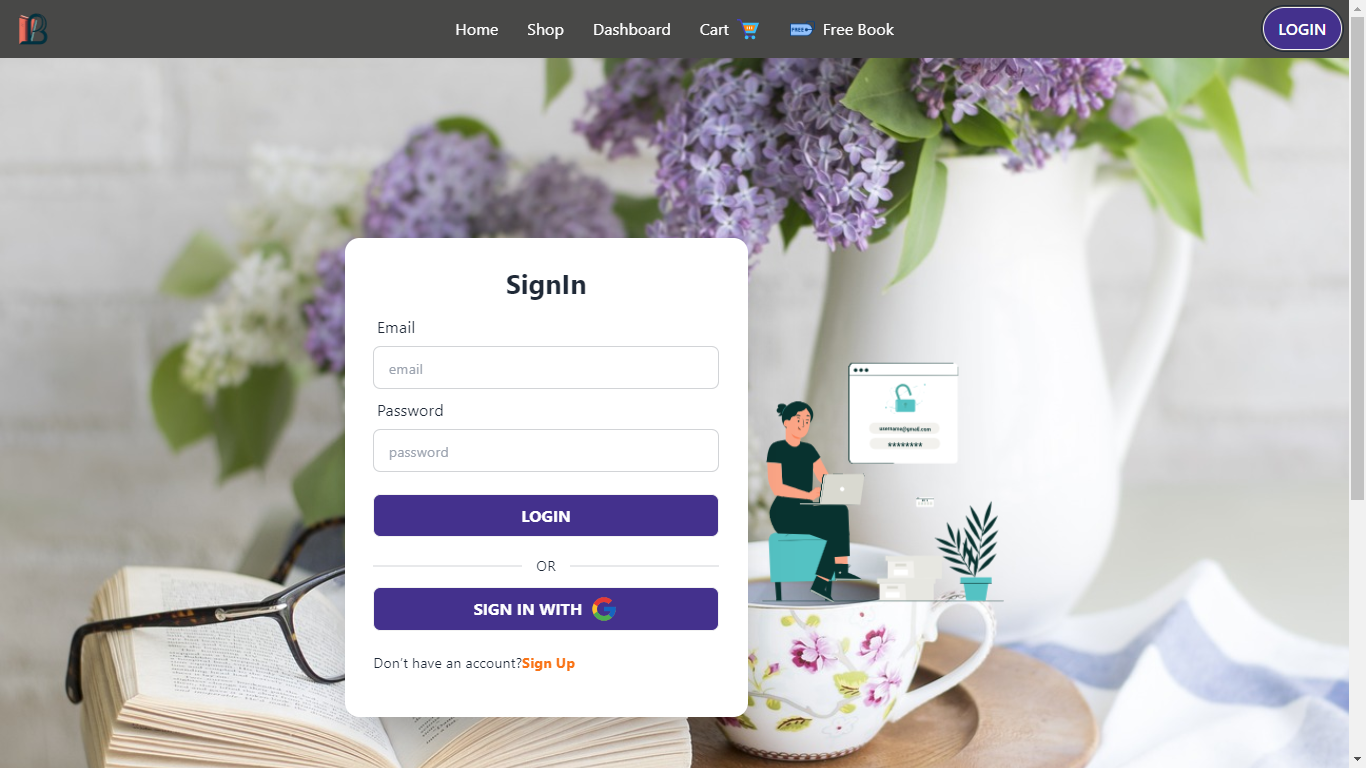 Home Shop Dashboard Cart FREE Free Book LOGIN
SignIn
Email
email
Password
password
LOGIN
OR
SIGN IN WITH
Don't have an account?Sign Up
username@gmail.com
********